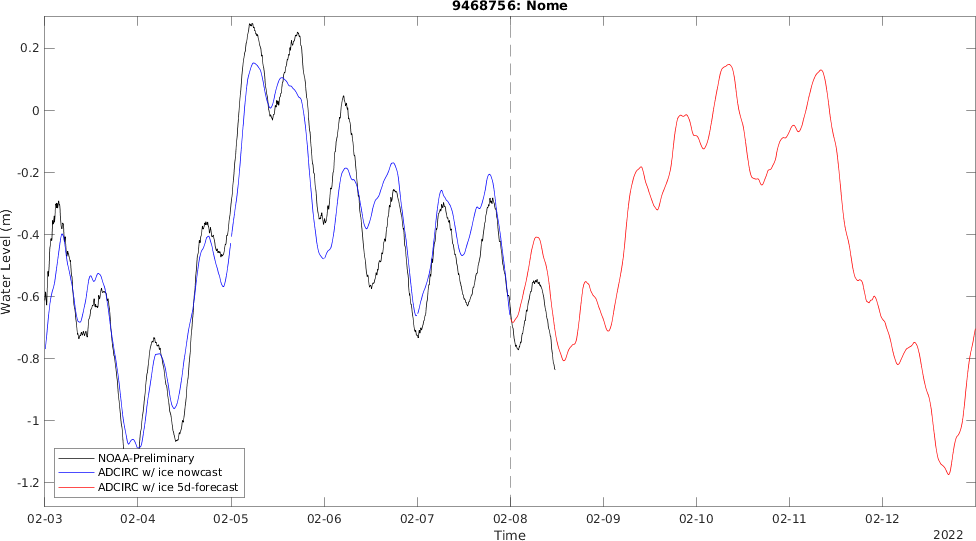 9468756: Nome
Water Level (m)
0.2
0
-0.2
-0.4
-0.6
-0.8
-1
-1.2
NOAA-Preliminary
ADCIRC w/ ice nowcast
ADCIRC w/ ice 5d-forecast
02-03 02-04 02-05 02-06 02-07 02-08 02-09 02-10 02-11 02-12
Time
2022